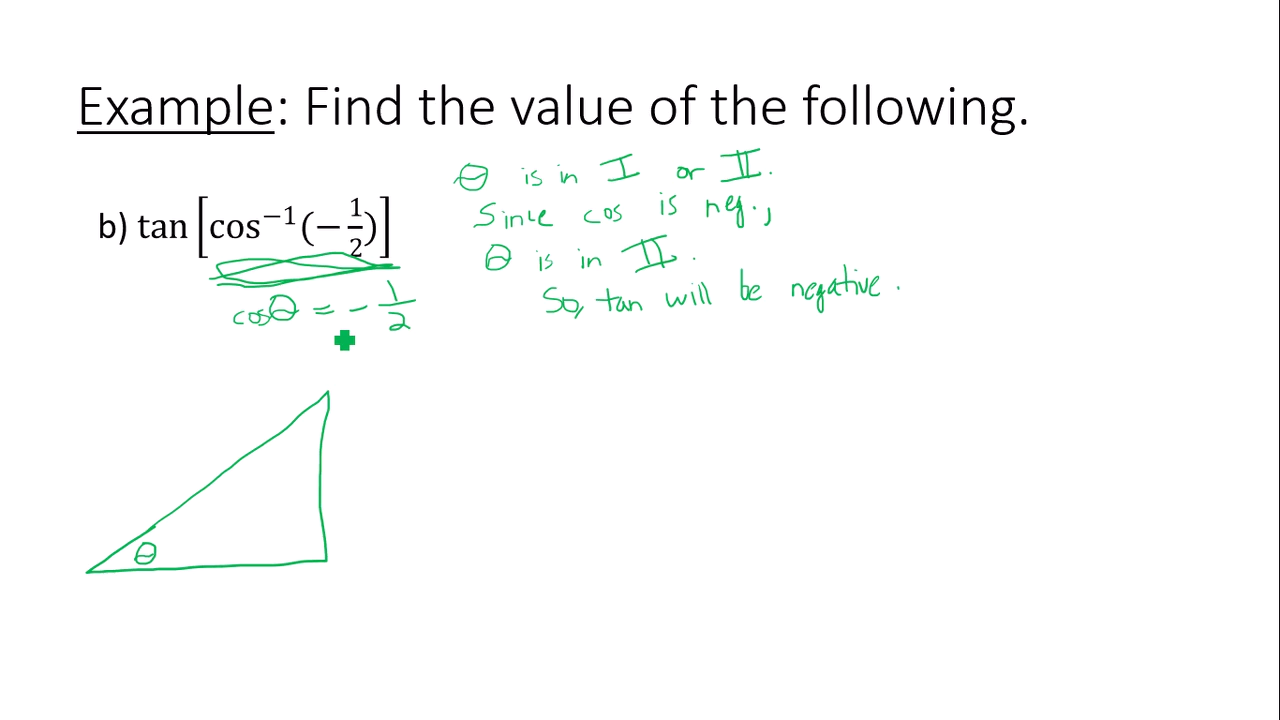 Example: Find the value of the following.
θ is in I or II.
b) tan [cos⁻¹(−1/2)]
Since cos is neg.,
θ is in II.
cosθ = − 1/2
So, tan will be negative.
θ